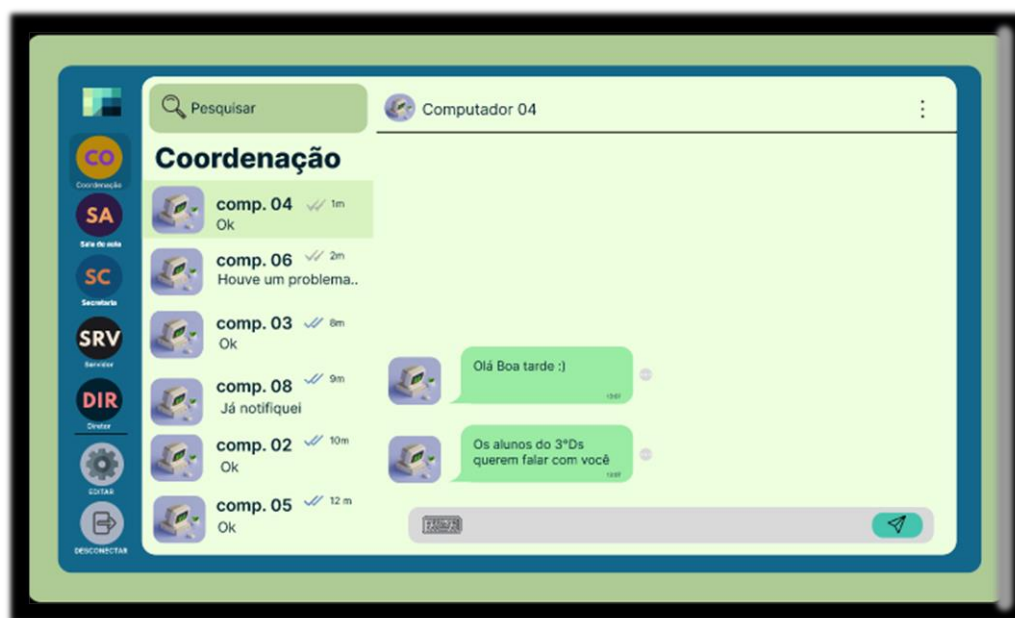 CO
Coordenação
SA
Sala de aula
SC
Secretaria
SRV
Servidor
DIR
Diretor
EDITAR
DESCONECTAR
Pesquisar
Coordenação
comp. 04 1m
Ok
comp. 06 2m
Houve um problema..
comp. 03 8m
Ok
comp. 08 9m
Já notifiquei
comp. 02 10m
Ok
comp. 05 12 m
Ok
Computador 04
Olá Boa tarde :)
Os alunos do 3°Ds
querem falar com você